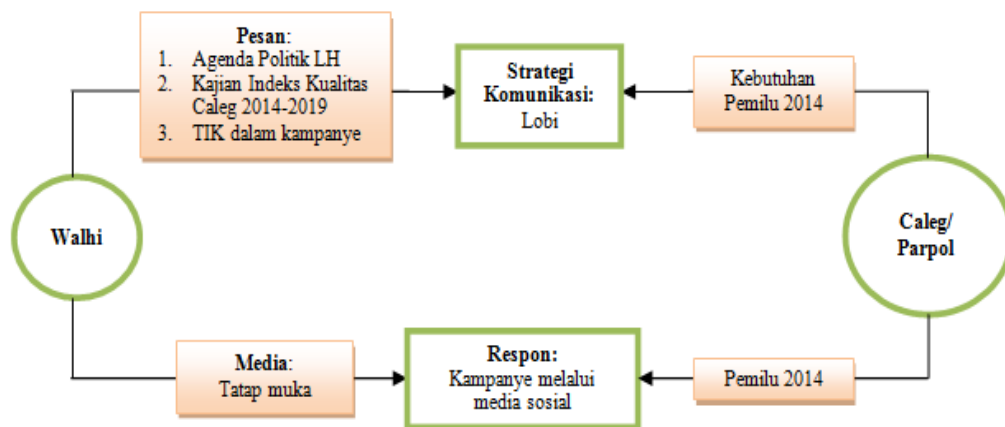 Pesan:
1. Agenda Politik LH
2. Kajian Indeks Kualitas
Caleg 2014-2019
3. TIK dalam kampanye
Strategi
Komunikasi:
Lobi
Kebutuhan
Pemilu 2014
Walhi
Caleg/
Parpol
Media:
Tatap muka
Respon:
Kampanye melalui
media sosial
Pemilu 2014